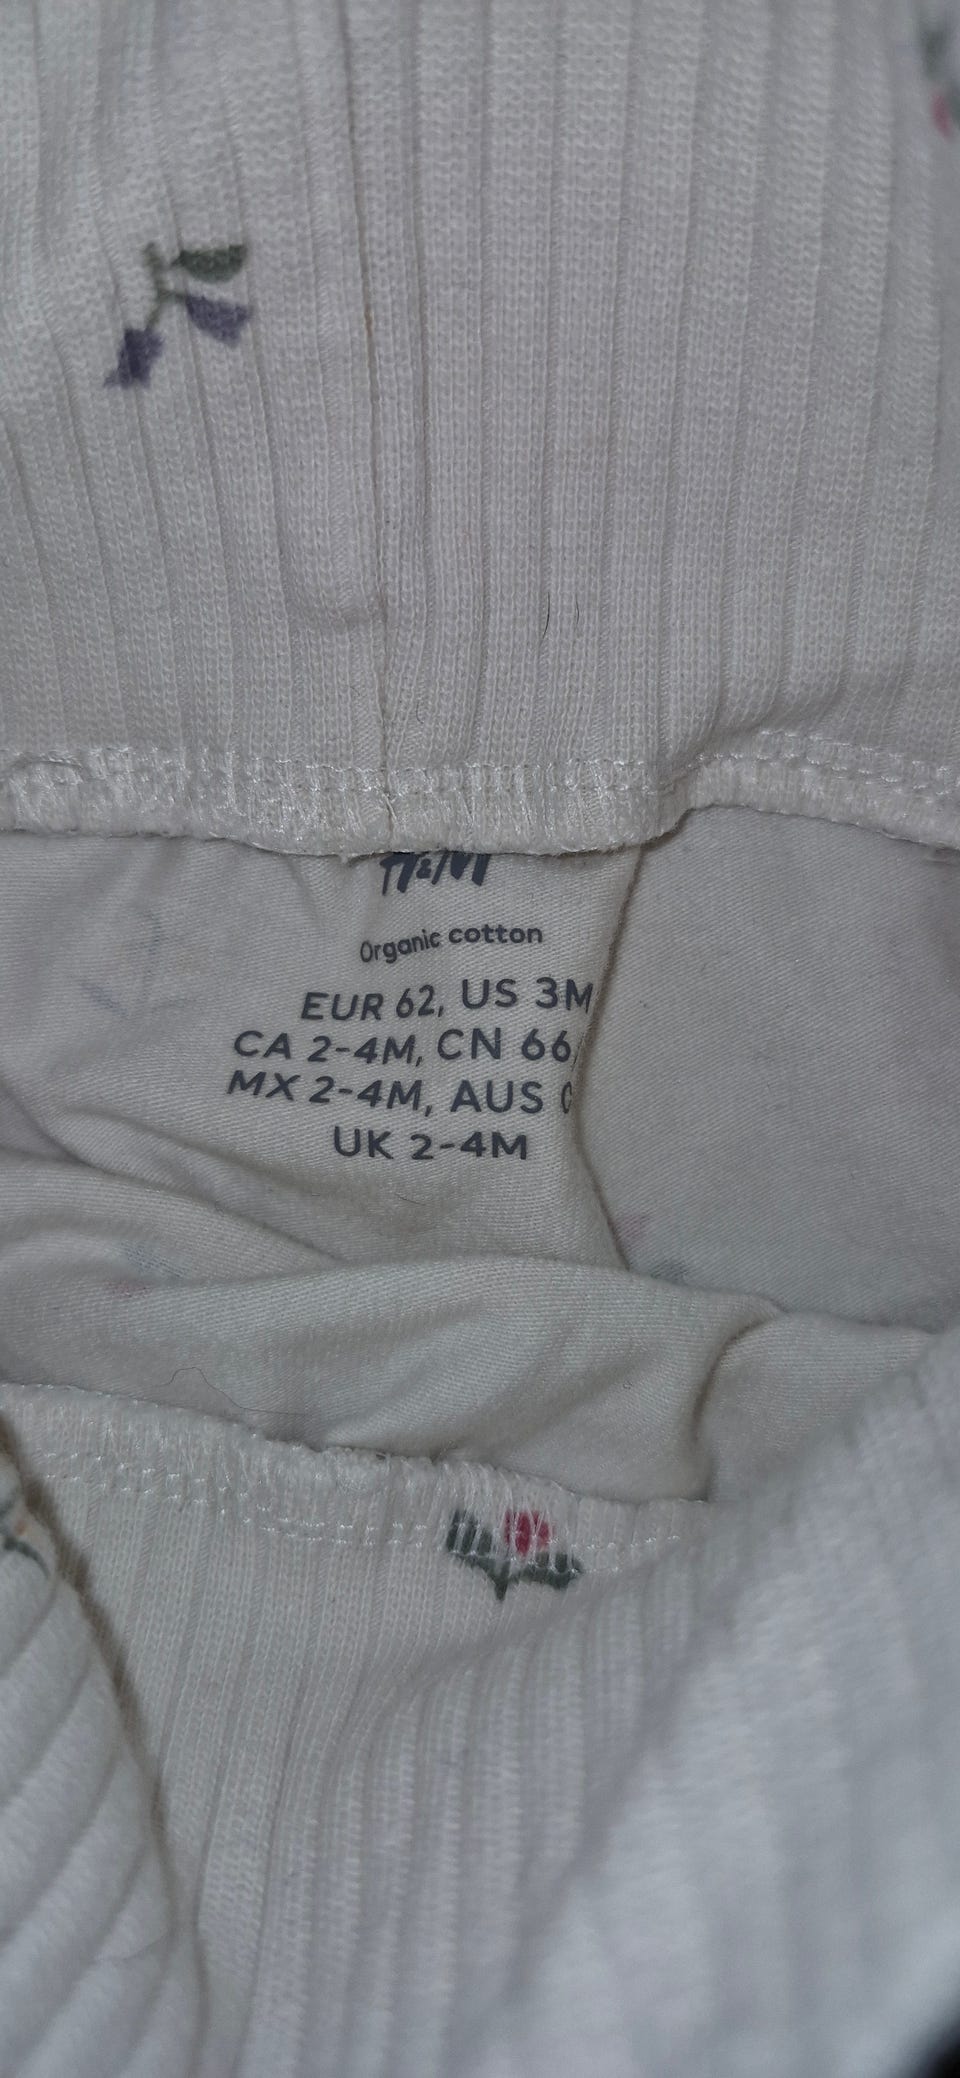 H&M
Organic cotton
EUR 62, US 3M
CA 2-4M, CN 66,
MX 2-4M, AUS
UK 2-4M